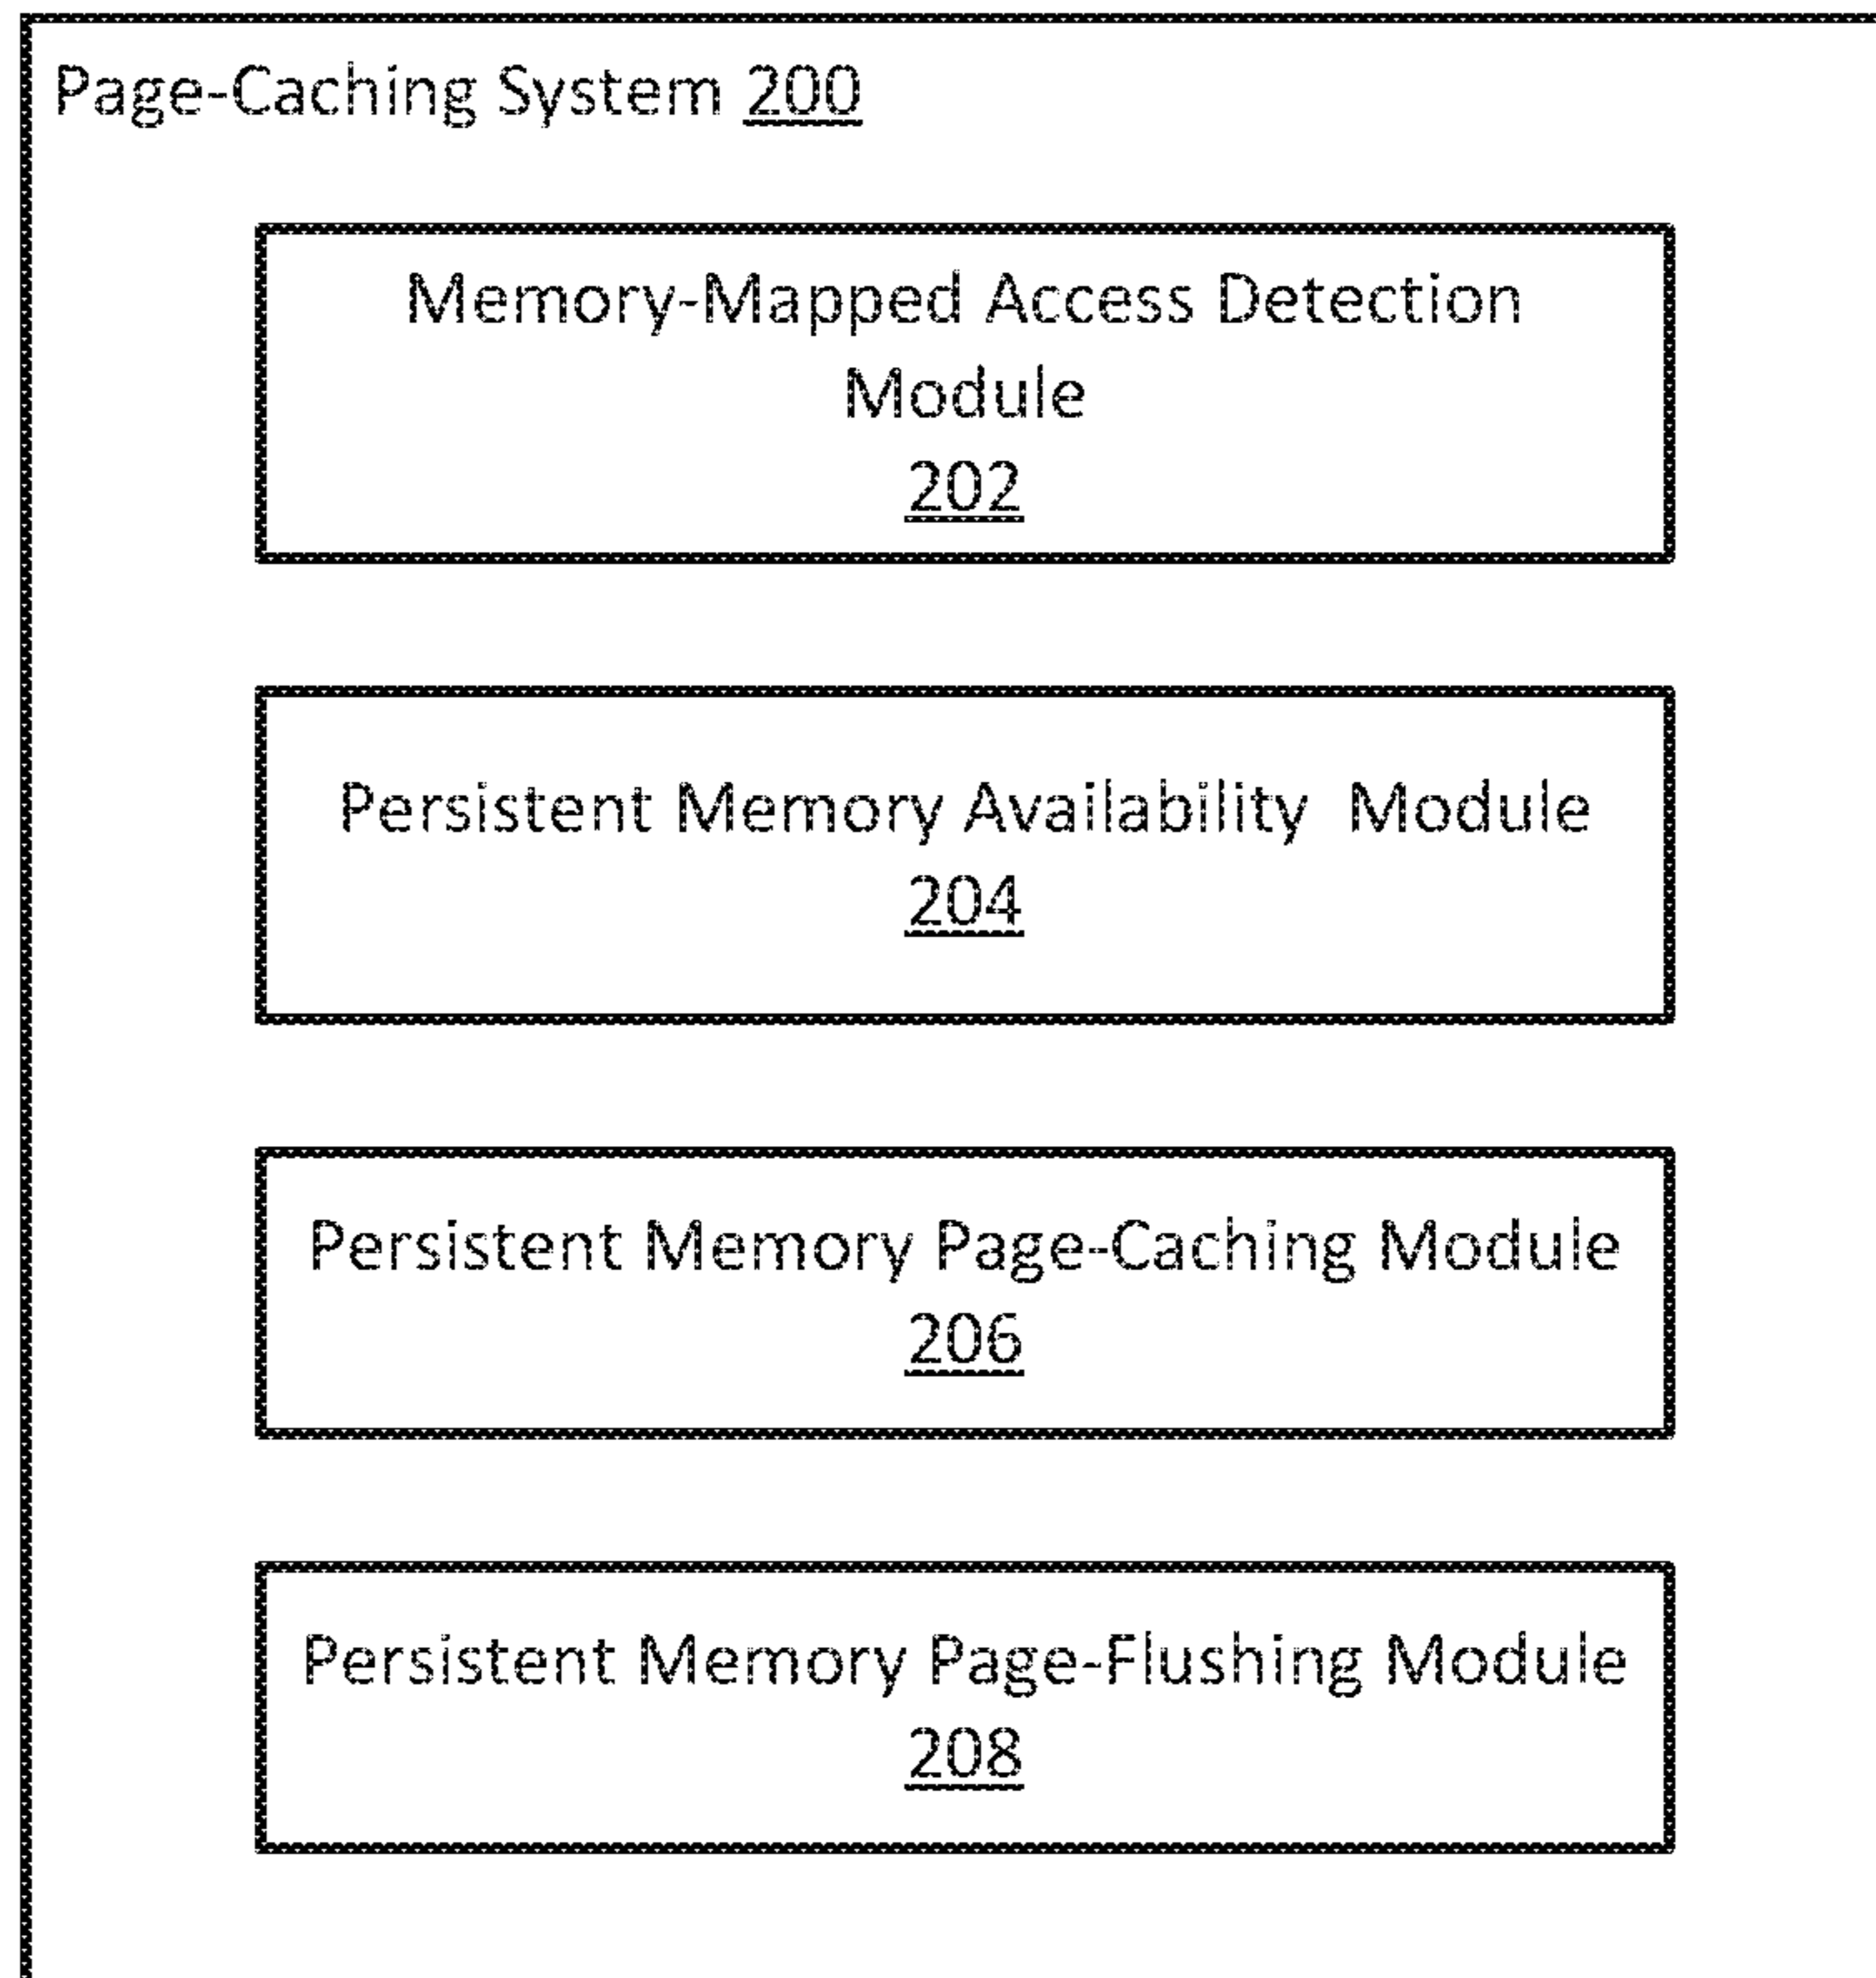 Page-Caching System 200
Memory-Mapped Access Detection
Module
202
Persistent Memory Availability Module
204
Persistent Memory Page-Caching Module
206
Persistent Memory Page-Flushing Module
208